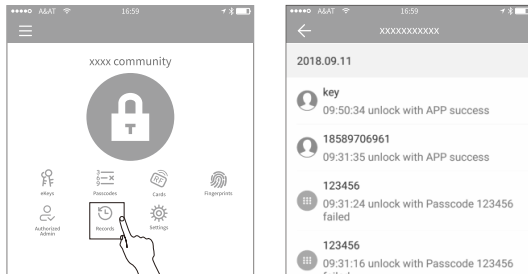 ●●●●○ A&AT 16:59
xxxx community
T
eKeys
Passcodes
RF
Cards
Fingerprints
Authorized
Admin
Records
Settings
●●●●○ A&AT 16:59
xxxxxxxxxxx
2018.09.11
key
09:50:34 unlock with APP success
18589706961
09:31:35 unlock with APP success
123456
09:31:24 unlock with Passcode 123456
failed
123456
09:31:16 unlock with Passcode 123456